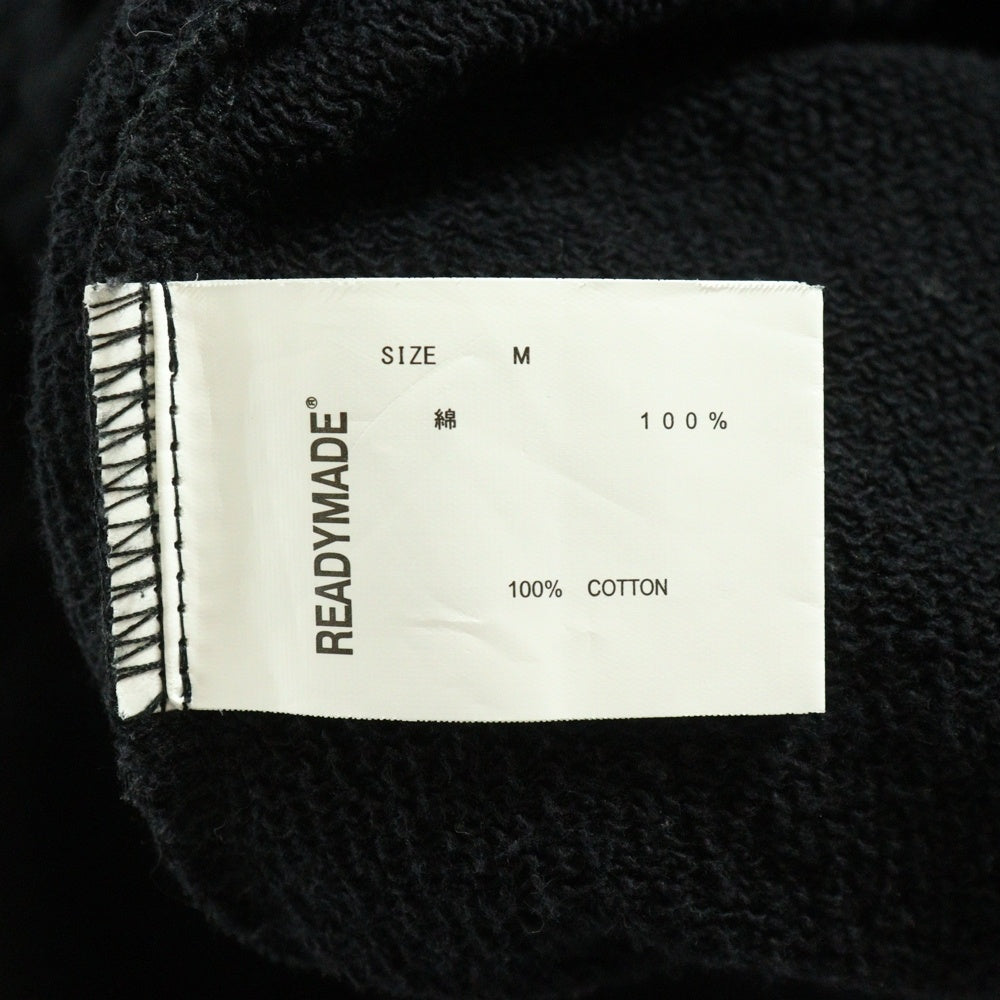 SIZE M
綿 100%
100% COTTON
READYMADE®